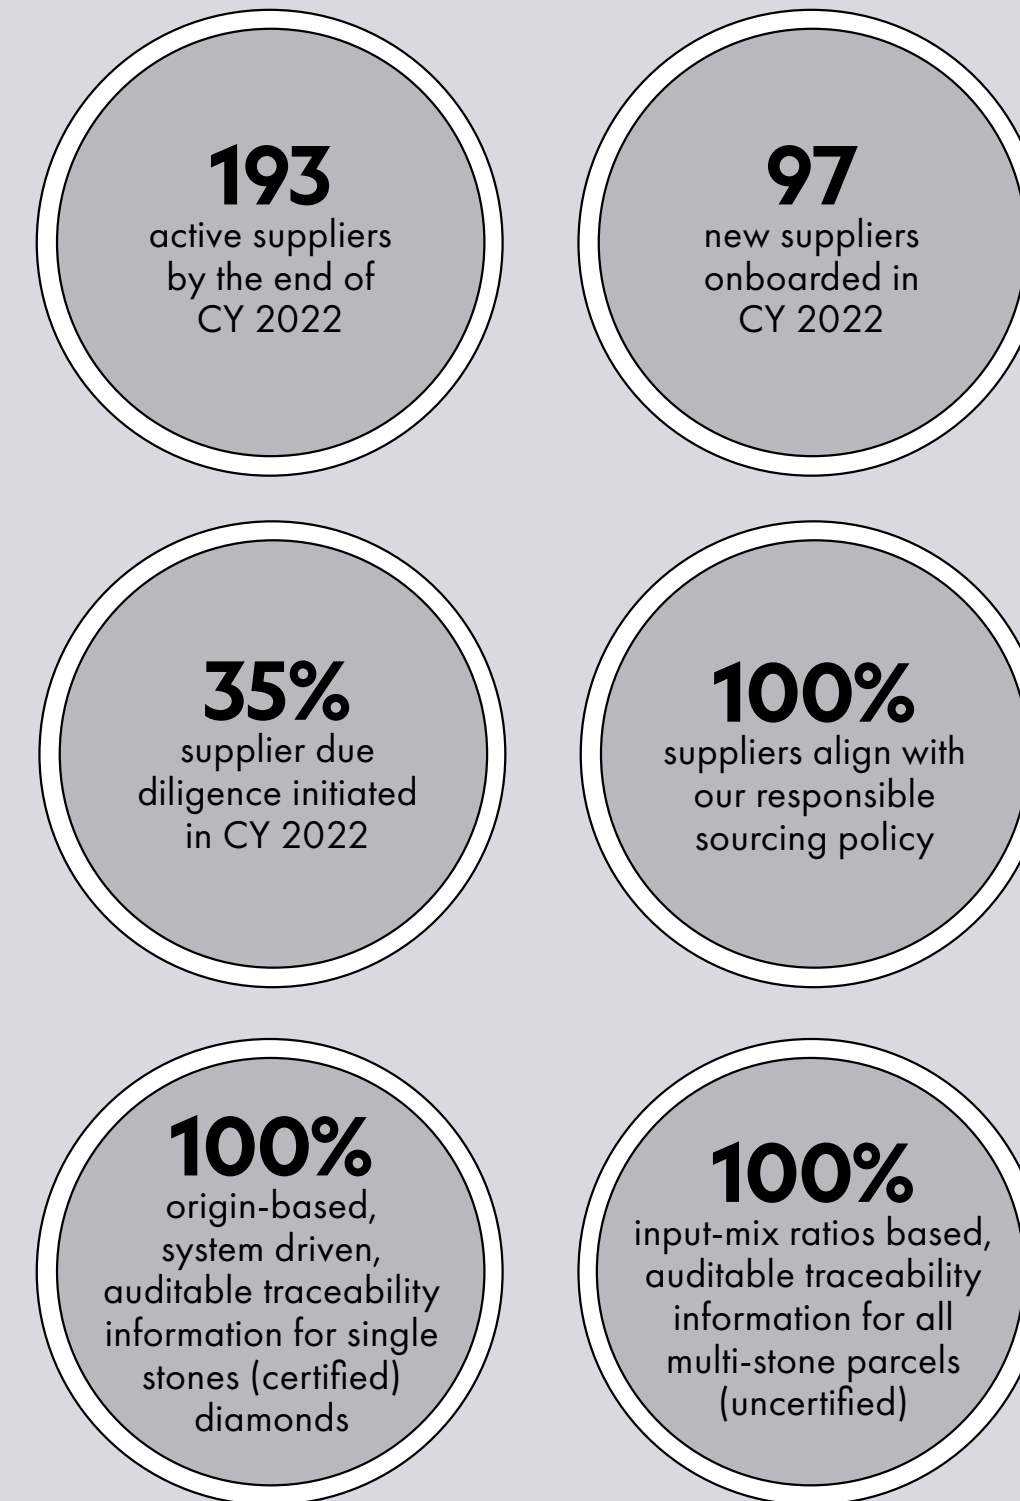 193
active suppliers
by the end of
CY 2022
97
new suppliers
onboarded in
CY 2022
35%
supplier due
diligence initiated
in CY 2022
100%
suppliers align with
our responsible
sourcing policy
100%
origin-based,
system driven,
auditable traceability
information for single
stones (certified)
diamonds
100%
input-mix ratios based,
auditable traceability
information for all
multi-stone parcels
(uncertified)